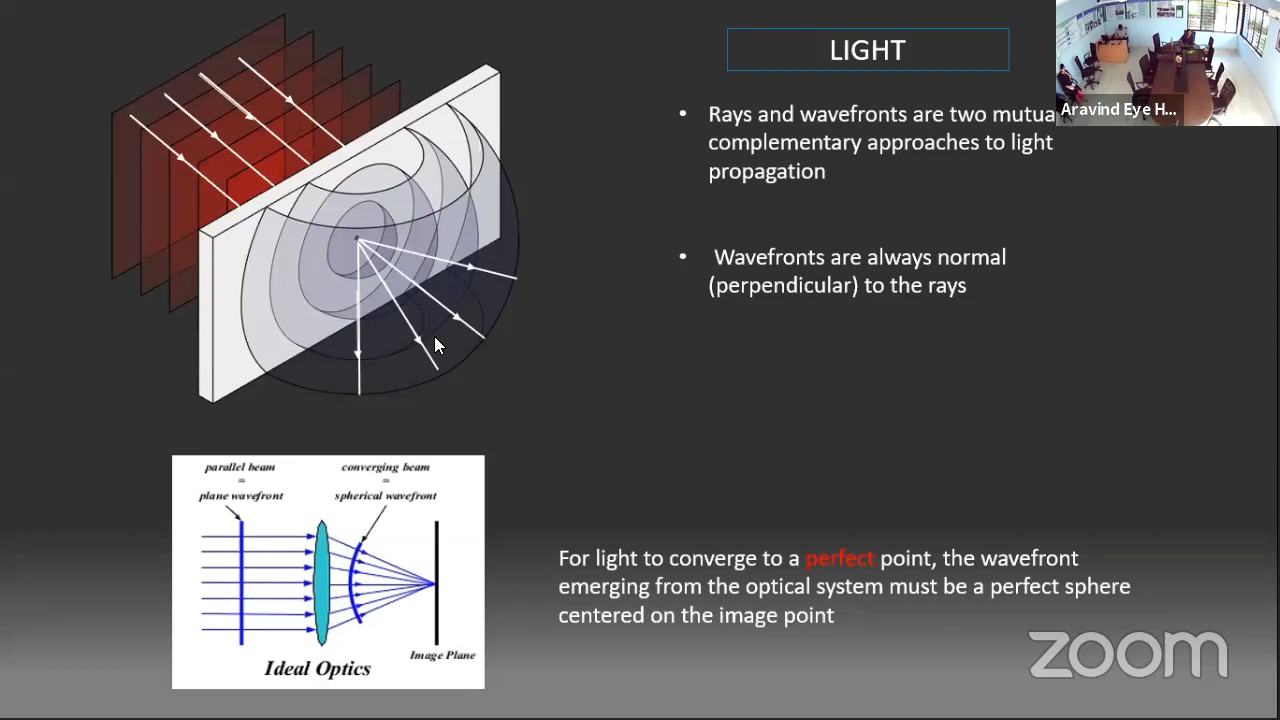 LIGHT
Aravind Eye H...
• Rays and wavefronts are two mutua
complementary approaches to light
propagation
• Wavefronts are always normal
(perpendicular) to the rays
parallel beam
=
plane wavefront
converging beam
=
spherical wavefront
Image Plane
Ideal Optics
For light to converge to a perfect point, the wavefront
emerging from the optical system must be a perfect sphere
centered on the image point
zoom